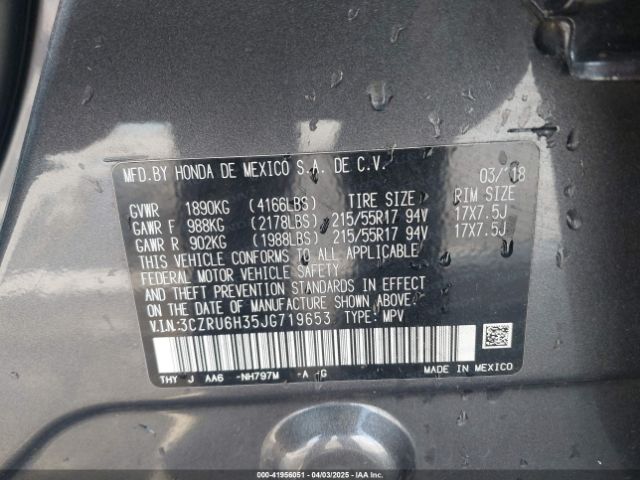 MFD.BY HONDA DE MEXICO S.A. DE C.V. 03/'18
GVWR 1890KG (4166LBS) TIRE SIZE RIM SIZE
GAWR F 988KG (2178LBS) 215/55R17 94V 17X7.5J
GAWR R 902KG (1988LBS) 215/55R17 94V 17X7.5J
THIS VEHICLE CONFORMS TO ALL APPLICABLE
FEDERAL MOTOR VEHICLE SAFETY
AND THEFT PREVENTION STANDARDS IN EFFECT
ON THE DATE OF MANUFACTURE SHOWN ABOVE.
V.I.N:3CZRU6H35JG719653 TYPE: MPV
THY J AA6 -NH797M -A G MADE IN MEXICO
00-41956051 - 04/03/2025 - IAAI.COM